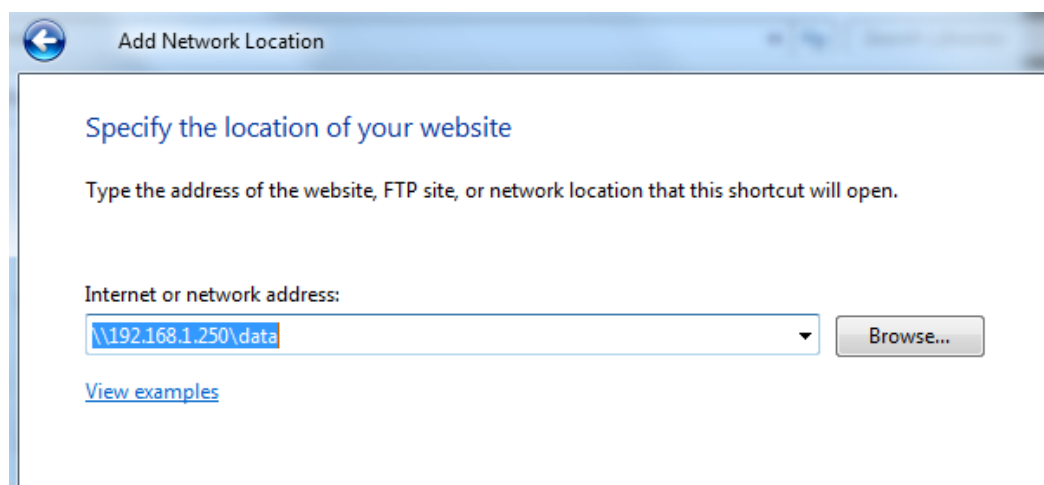 Add Network Location
Specify the location of your website
Type the address of the website, FTP site, or network location that this shortcut will open.
Internet or network address:
\\192.168.1.250\data
Browse...
View examples